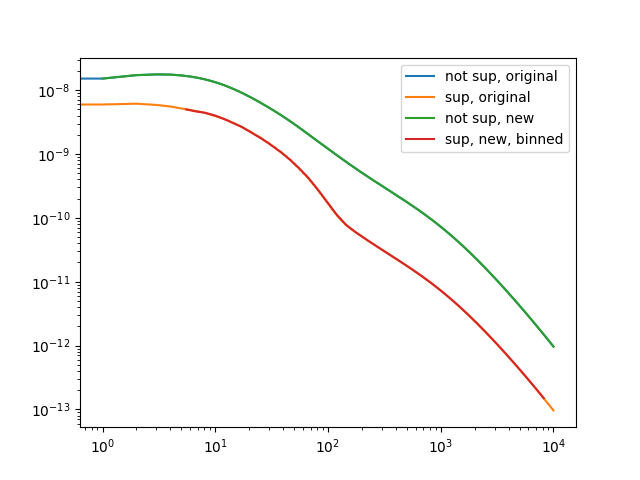 not sup, original
sup, original
not sup, new
sup, new, binned
10⁻⁸
10⁻⁹
10⁻¹⁰
10⁻¹¹
10⁻¹²
10⁻¹³
10⁰ 10¹ 10² 10³ 10⁴